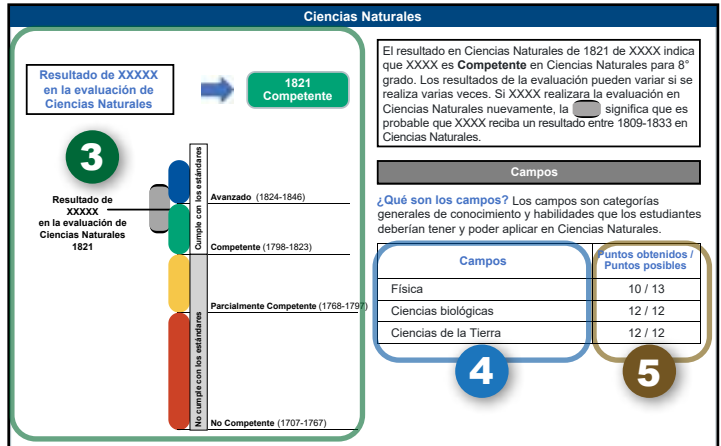 Ciencias Naturales
Resultado de XXXXX
en la evaluación de
Ciencias Naturales
1821
Competente
3
Resultado de
XXXXX
en la evaluación de
Ciencias Naturales
1821
Cumple con los estándares
No cumple con los estándares
Avanzado (1824-1846)
Competente (1798-1823)
Parcialmente Competente (1768-1797)
No Competente (1707-1767)
El resultado en Ciencias Naturales de 1821 de XXXX indica
que XXXX es Competente en Ciencias Naturales para 8°
grado. Los resultados de la evaluación pueden variar si se
realiza varias veces. Si XXXX realizara la evaluación en
Ciencias Naturales nuevamente, la significa que es
probable que XXXX reciba un resultado entre 1809-1833 en
Ciencias Naturales.
Campos
¿Qué son los campos? Los campos son categorías
generales de conocimiento y habilidades que los estudiantes
deberían tener y poder aplicar en Ciencias Naturales.
Campos
Puntos obtenidos /
Puntos posibles
Física 10 / 13
Ciencias biológicas 12 / 12
Ciencias de la Tierra 12 / 12
4
5